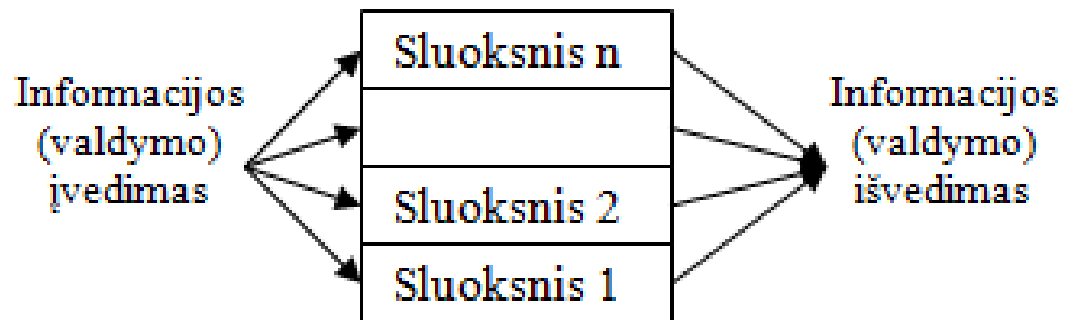 Informacijos
(valdymo)
įvedimas
Sluoksnis n
Sluoksnis 2
Sluoksnis 1
Informacijos
(valdymo)
išvedimas